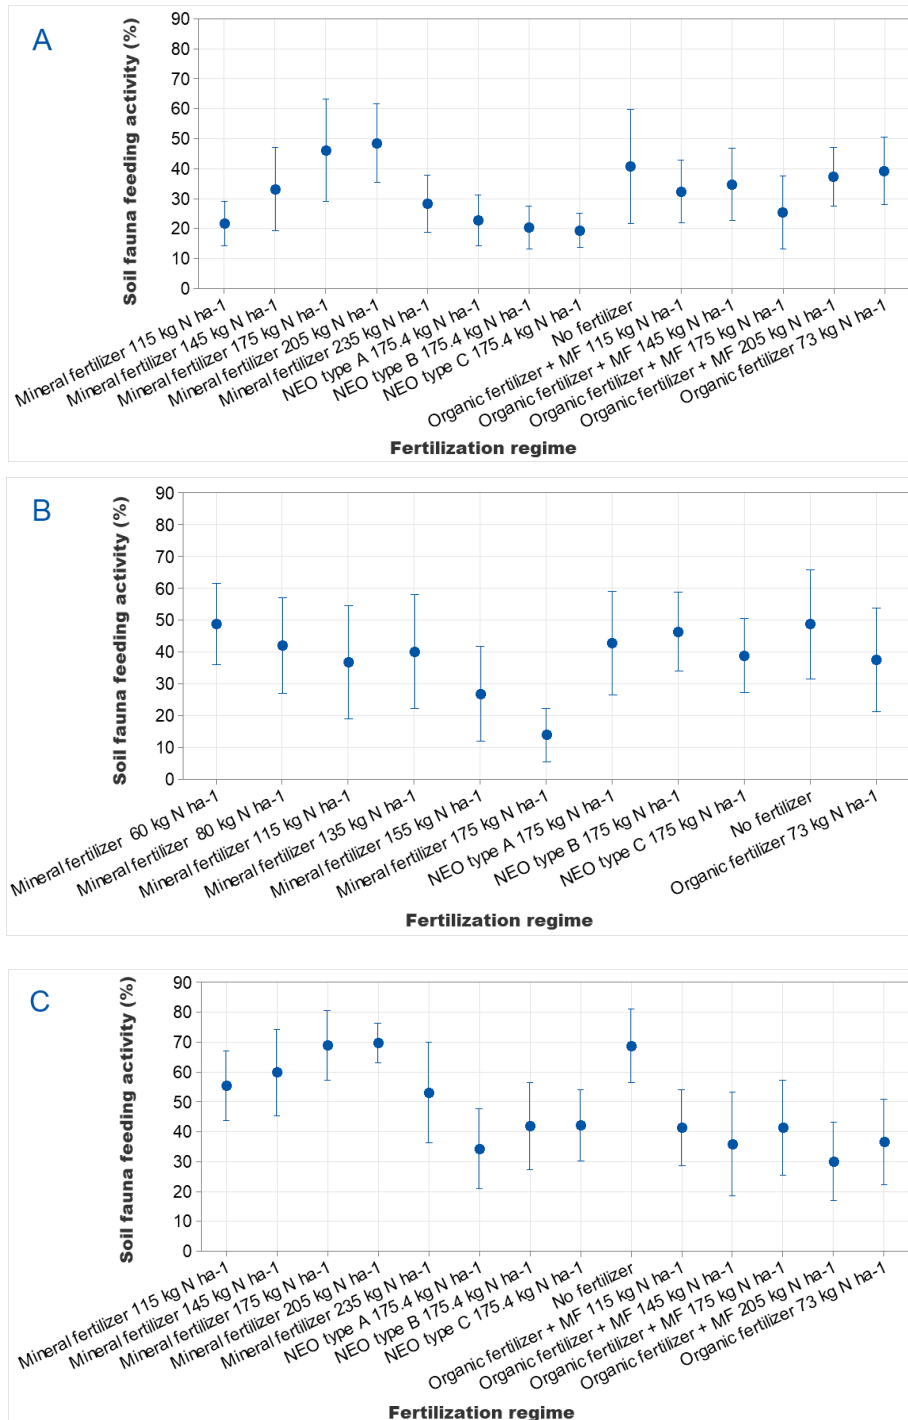 A
Soil fauna feeding activity (%)
90
80
70
60
50
40
30
20
10
0
Mineral fertilizer 115 kg N ha-1
Mineral fertilizer 145 kg N ha-1
Mineral fertilizer 175 kg N ha-1
Mineral fertilizer 205 kg N ha-1
Mineral fertilizer 235 kg N ha-1
NEO type A 175.4 kg N ha-1
NEO type B 175.4 kg N ha-1
NEO type C 175.4 kg N ha-1
No fertilizer
Organic fertilizer + MF 115 kg N ha-1
Organic fertilizer + MF 145 kg N ha-1
Organic fertilizer + MF 175 kg N ha-1
Organic fertilizer + MF 205 kg N ha-1
Organic fertilizer 73 kg N ha-1
Fertilization regime
B
Soil fauna feeding activity (%)
90
80
70
60
50
40
30
20
10
0
Mineral fertilizer 60 kg N ha-1
Mineral fertilizer 80 kg N ha-1
Mineral fertilizer 115 kg N ha-1
Mineral fertilizer 135 kg N ha-1
Mineral fertilizer 155 kg N ha-1
Mineral fertilizer 175 kg N ha-1
NEO type A 175 kg N ha-1
NEO type B 175 kg N ha-1
NEO type C 175 kg N ha-1
No fertilizer
Organic fertilizer 73 kg N ha-1
Fertilization regime
C
Soil fauna feeding activity (%)
90
80
70
60
50
40
30
20
10
0
Mineral fertilizer 115 kg N ha-1
Mineral fertilizer 145 kg N ha-1
Mineral fertilizer 175 kg N ha-1
Mineral fertilizer 205 kg N ha-1
Mineral fertilizer 235 kg N ha-1
NEO type A 175.4 kg N ha-1
NEO type B 175.4 kg N ha-1
NEO type C 175.4 kg N ha-1
No fertilizer
Organic fertilizer + MF 115 kg N ha-1
Organic fertilizer + MF 145 kg N ha-1
Organic fertilizer + MF 175 kg N ha-1
Organic fertilizer + MF 205 kg N ha-1
Organic fertilizer 73 kg N ha-1
Fertilization regime